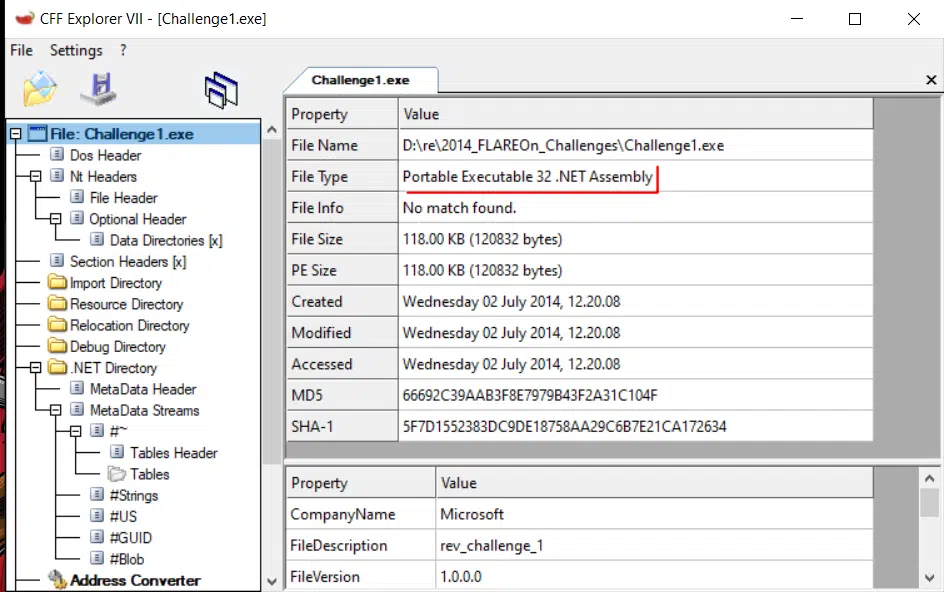 CFF Explorer VII - [Challenge1.exe]
File Settings ?
Challenge1.exe
File: Challenge1.exe
Dos Header
Nt Headers
File Header
Optional Header
Data Directories [x]
Section Headers [x]
Import Directory
Resource Directory
Relocation Directory
Debug Directory
.NET Directory
MetaData Header
MetaData Streams
#~
Tables Header
Tables
#Strings
#US
#GUID
#Blob
Address Converter
Property Value
File Name D:\re\2014_FLAREOn_Challenges\Challenge1.exe
File Type Portable Executable 32 .NET Assembly
File Info No match found.
File Size 118.00 KB (120832 bytes)
PE Size 118.00 KB (120832 bytes)
Created Wednesday 02 July 2014, 12.20.08
Modified Wednesday 02 July 2014, 12.20.08
Accessed Wednesday 02 July 2014, 12.20.08
MD5 66692C39AAB3F8E7979B43F2A31C104F
SHA-1 5F7D1552383DC9DE18758AA29C6B7E21CA172634
Property Value
CompanyName Microsoft
FileDescription rev_challenge_1
FileVersion 1.0.0.0